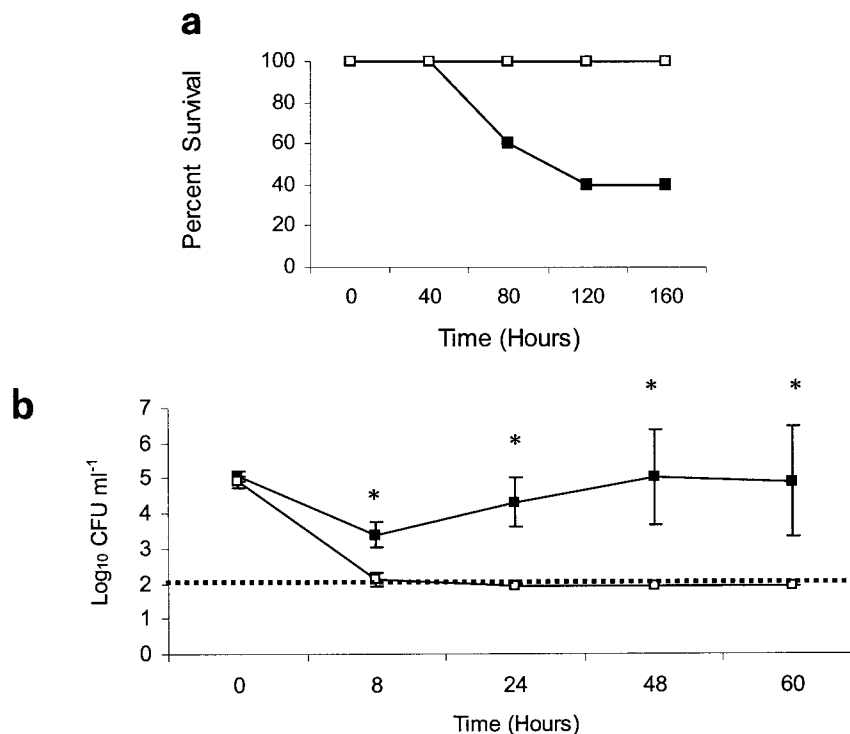 a
Percent Survival
100
80
60
40
20
0
0 40 80 120 160
Time (Hours)
b
Log₁₀ CFU ml⁻¹
7
6
5
4
3
2
1
0
* * * *
0 8 24 48 60
Time (Hours)